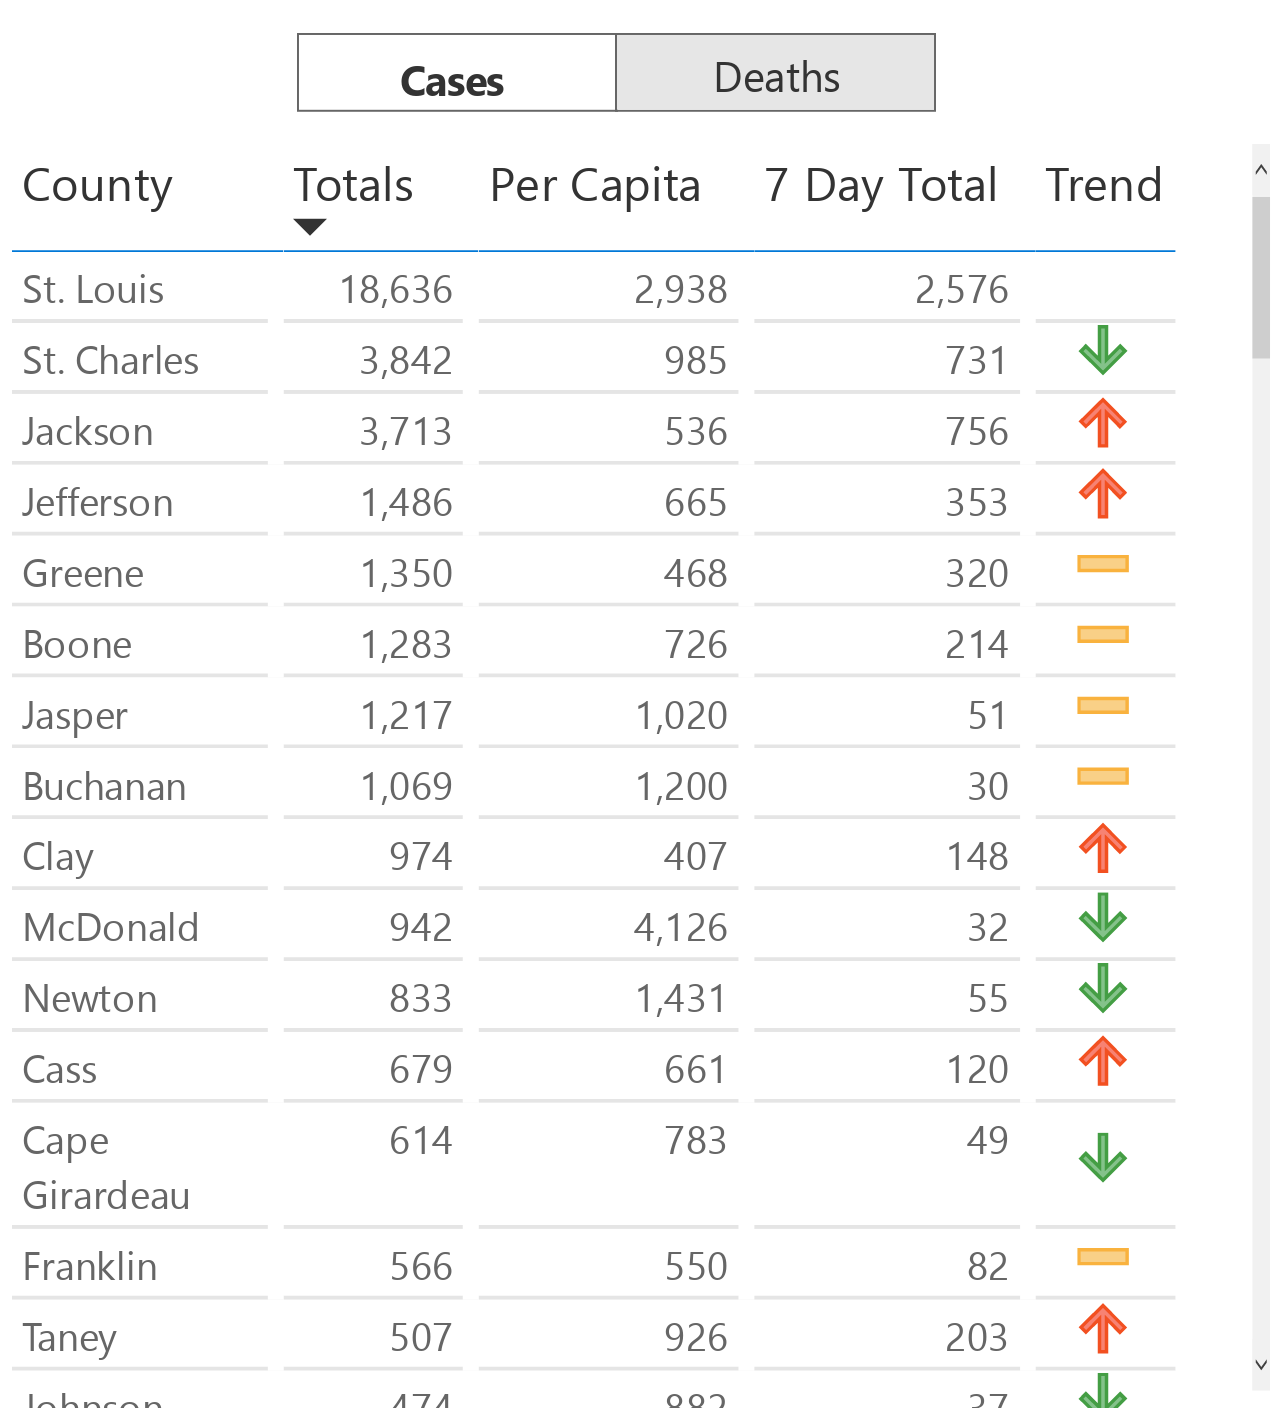 Cases Deaths
County Totals Per Capita 7 Day Total Trend
St. Louis 18,636 2,938 2,576
St. Charles 3,842 985 731
Jackson 3,713 536 756
Jefferson 1,486 665 353
Greene 1,350 468 320
Boone 1,283 726 214
Jasper 1,217 1,020 51
Buchanan 1,069 1,200 30
Clay 974 407 148
McDonald 942 4,126 32
Newton 833 1,431 55
Cass 679 661 120
Cape 614 783 49
Girardeau
Franklin 566 550 82
Taney 507 926 203
Johnson 474 882 37